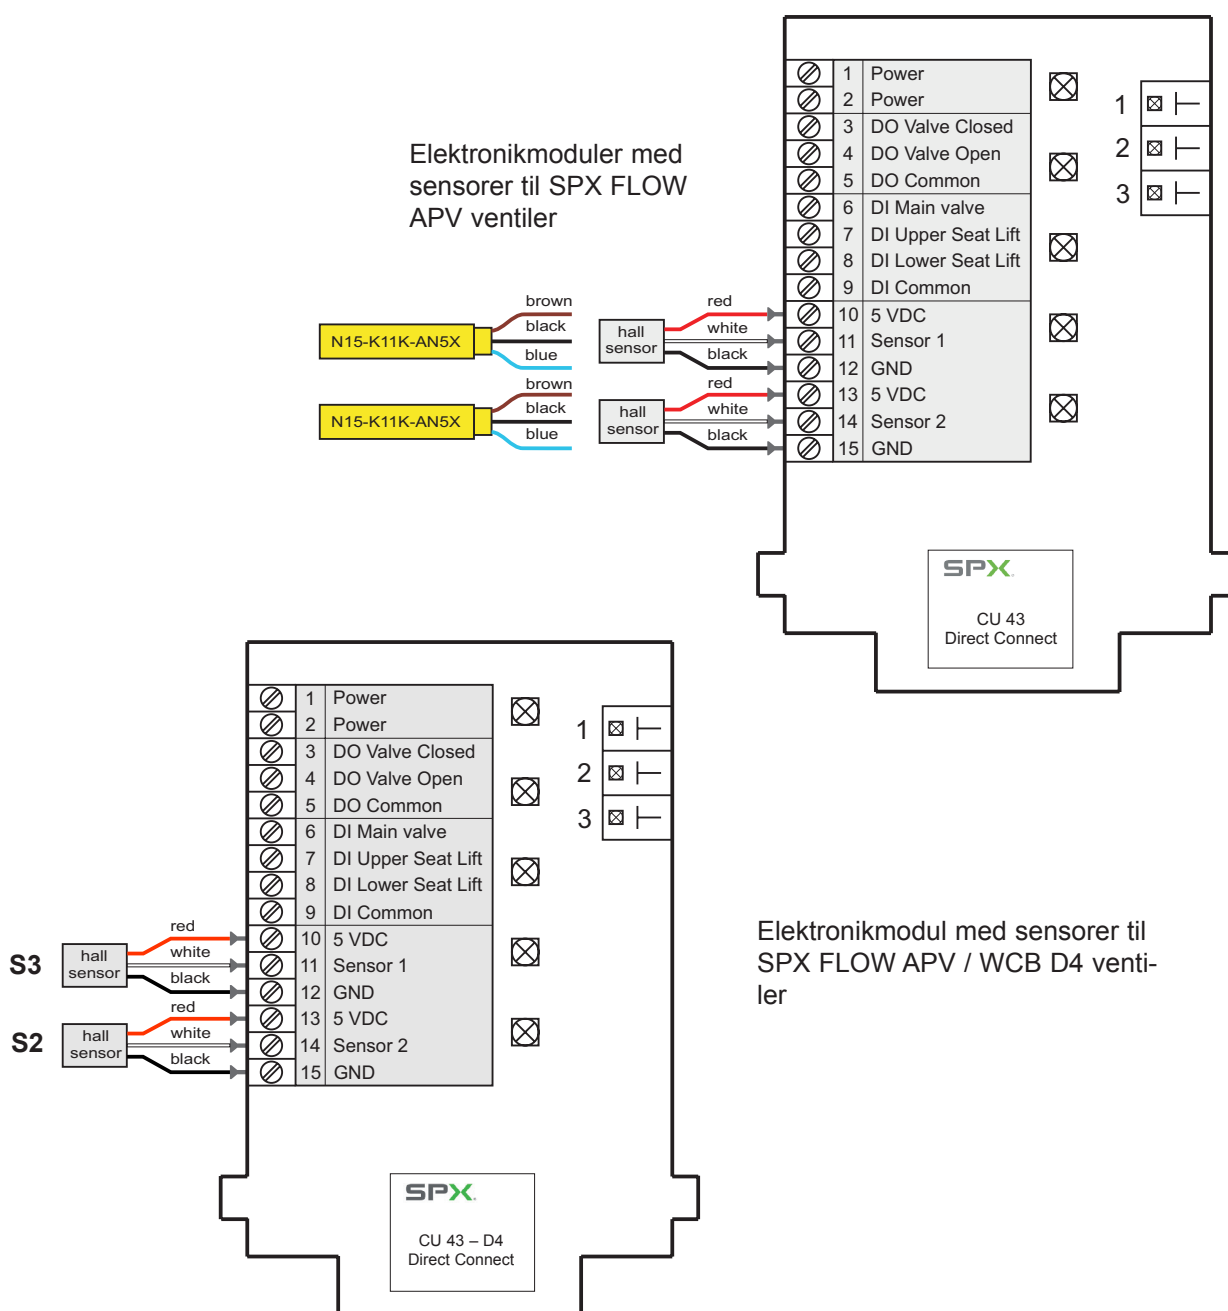 Elektronikmoduler med
sensorer til SPX FLOW
APV ventiler
1 Power
2 Power
3 DO Valve Closed
4 DO Valve Open
5 DO Common
6 DI Main valve
7 DI Upper Seat Lift
8 DI Lower Seat Lift
9 DI Common
10 5 VDC
11 Sensor 1
12 GND
13 5 VDC
14 Sensor 2
15 GND
1
2
3
N15-K11K-AN5X
brown
black
blue
hall
sensor
red
white
black
N15-K11K-AN5X
brown
black
blue
hall
sensor
red
white
black
SPX
CU 43
Direct Connect
1 Power
2 Power
3 DO Valve Closed
4 DO Valve Open
5 DO Common
6 DI Main valve
7 DI Upper Seat Lift
8 DI Lower Seat Lift
9 DI Common
10 5 VDC
11 Sensor 1
12 GND
13 5 VDC
14 Sensor 2
15 GND
1
2
3
S3
hall
sensor
red
white
black
S2
hall
sensor
red
white
black
Elektronikmodul med sensorer til
SPX FLOW APV / WCB D4 venti-
ler
SPX
CU 43 – D4
Direct Connect